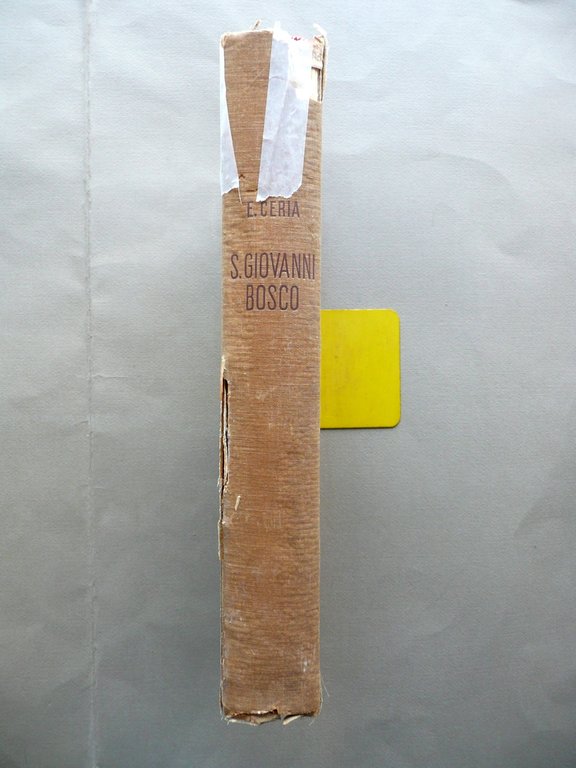 E. CERIA
S. GIOVANNI
BOSCO